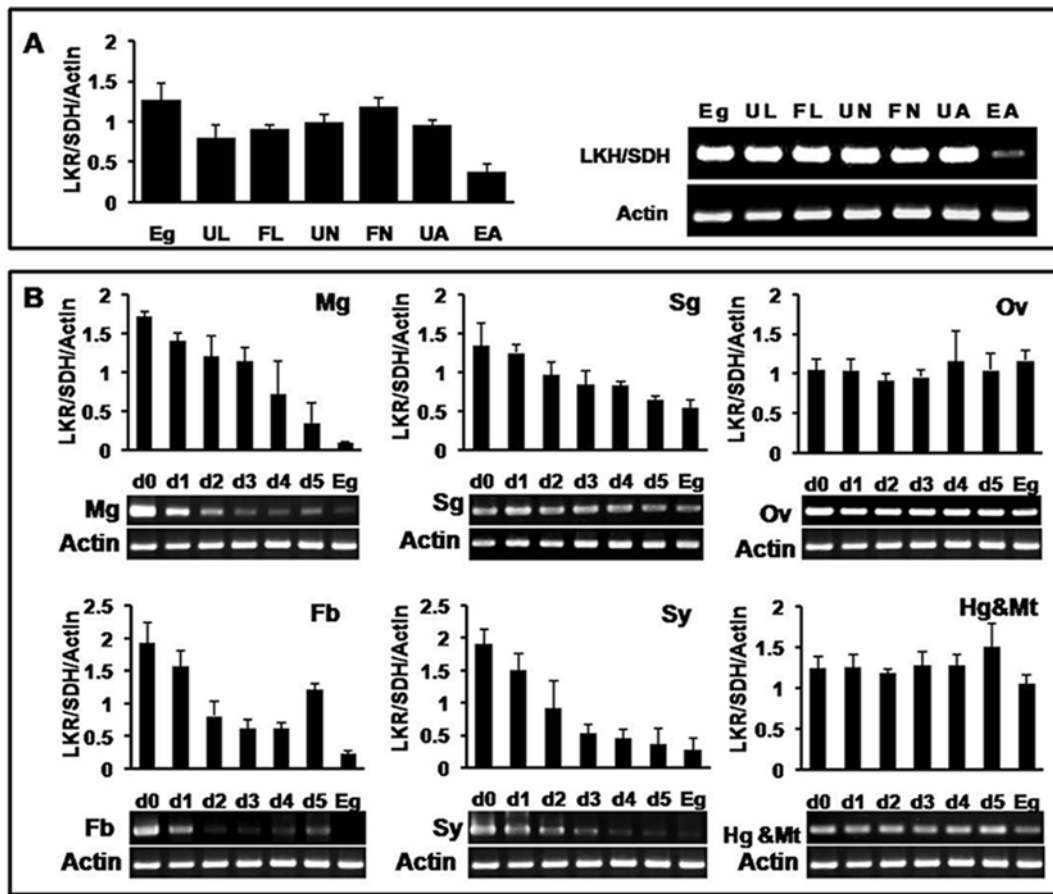 A
LKR/SDH/Actin
2
1.5
1
0.5
0
Eg UL FL UN FN UA EA
Eg UL FL UN FN UA EA
LKH/SDH
Actin
B
Mg
LKR/SDH/Actin
2
1.5
1
0.5
0
d0 d1 d2 d3 d4 d5 Eg
Mg
Actin
Sg
LKR/SDH/Actin
2
1.5
1
0.5
0
d0 d1 d2 d3 d4 d5 Eg
Sg
Actin
Ov
LKR/SDH/Actin
2
1.5
1
0.5
0
d0 d1 d2 d3 d4 d5 Eg
Ov
Actin
Fb
LKR/SDH/Actin
2.5
2
1.5
1
0.5
0
d0 d1 d2 d3 d4 d5 Eg
Fb
Actin
Sy
LKR/SDH/Actin
2.5
2
1.5
1
0.5
0
d0 d1 d2 d3 d4 d5 Eg
Sy
Actin
Hg&Mt
LKR/SDH/Actin
2
1.5
1
0.5
0
d0 d1 d2 d3 d4 d5 Eg
Hg &Mt
Actin